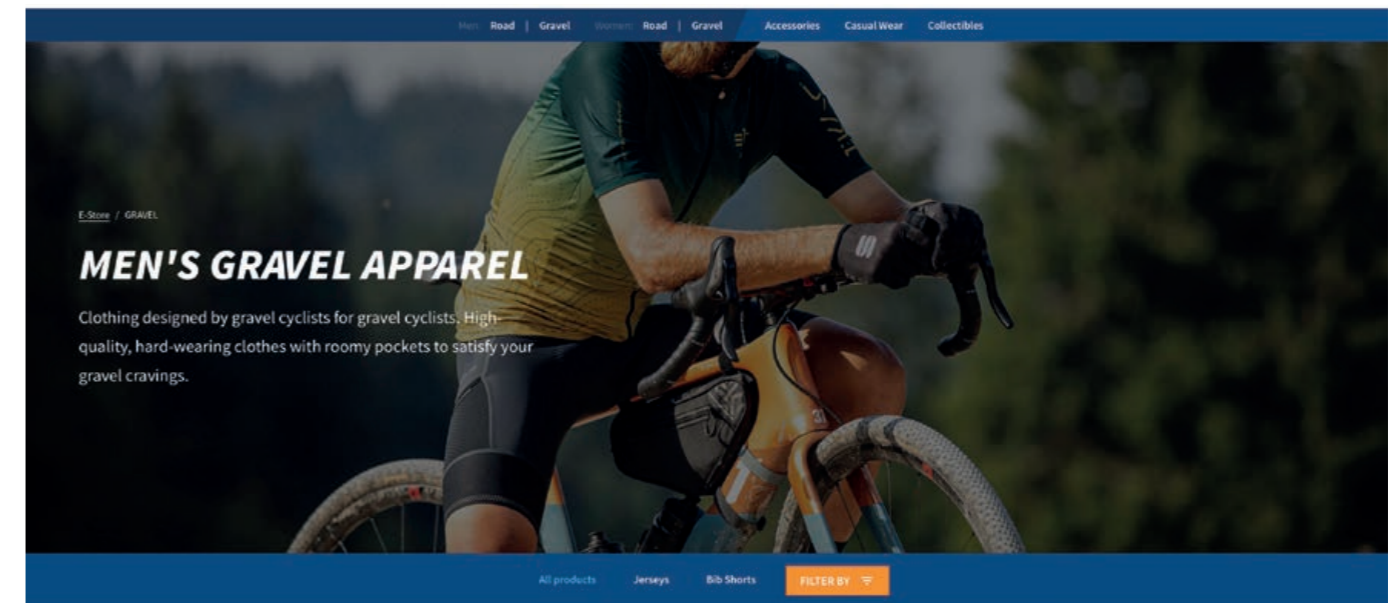 Men: Road | Gravel Women: Road | Gravel Accessories Casual Wear Collectibles
E-Store / GRAVEL
MEN'S GRAVEL APPAREL
Clothing designed by gravel cyclists for gravel cyclists. High-
quality, hard-wearing clothes with roomy pockets to satisfy your
gravel cravings.
All products Jerseys Bib Shorts FILTER BY